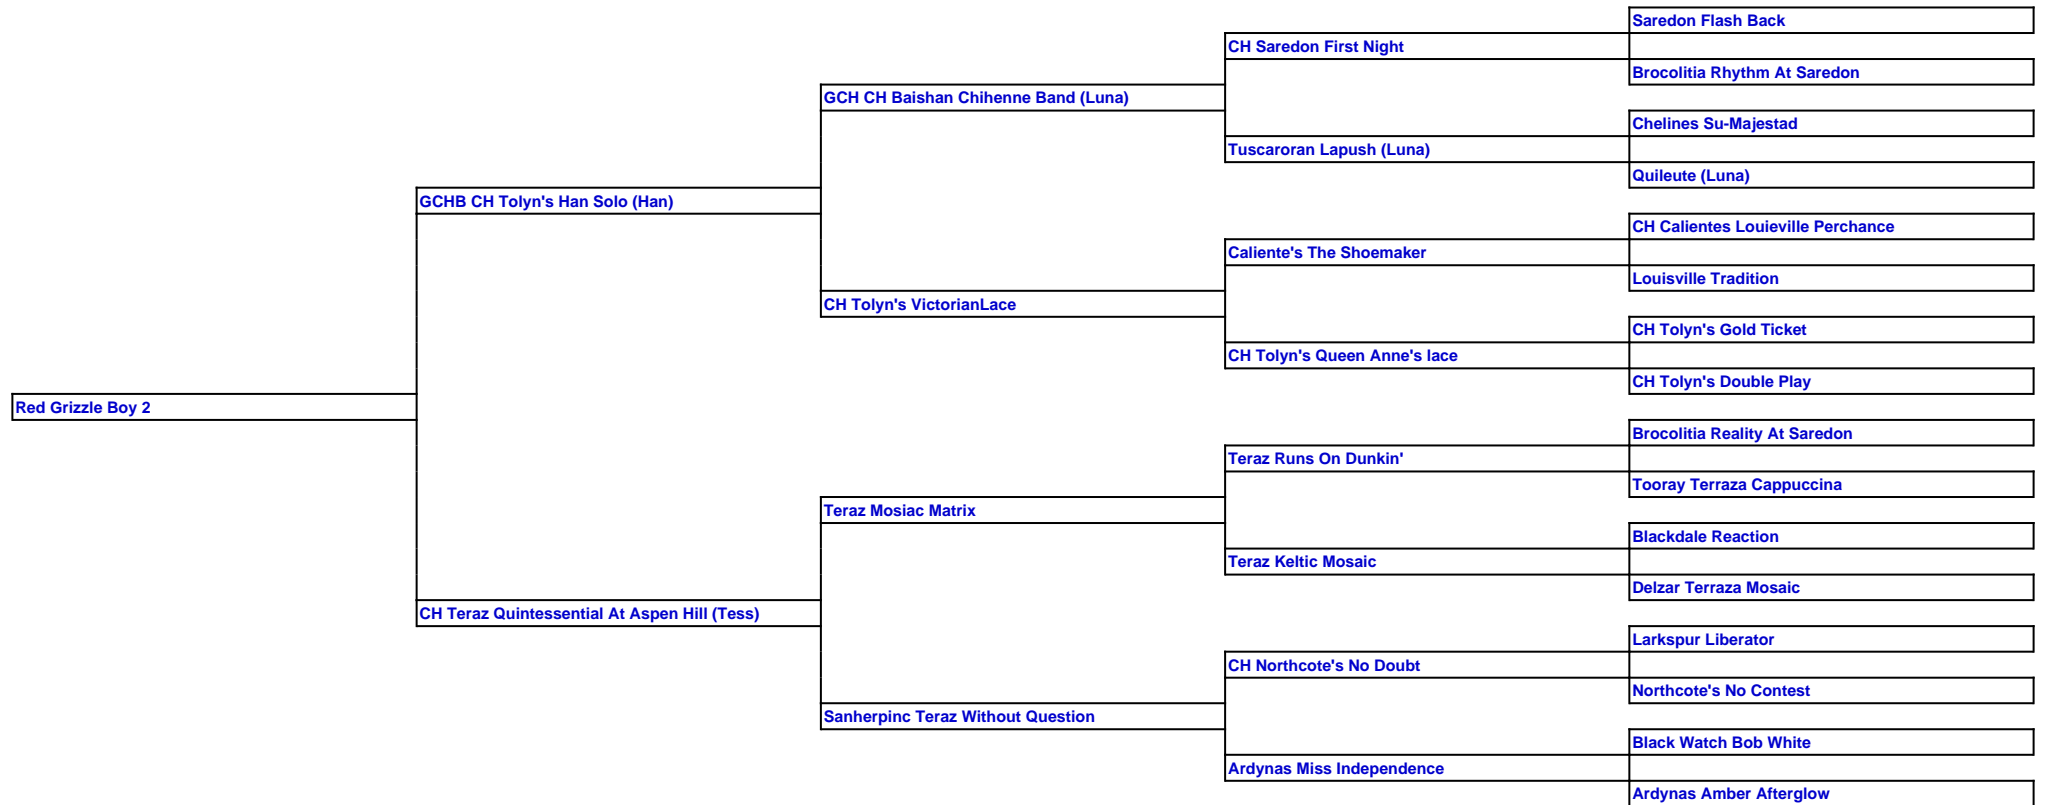 Saredon Flash Back
CH Saredon First Night
Brocolitia Rhythm At Saredon
GCH CH Baishan Chihenne Band (Luna)
Chelines Su-Majestad
Tuscaroran Lapush (Luna)
Quileute (Luna)
GCHB CH Tolyn's Han Solo (Han)
CH Calientes Louieville Perchance
Caliente's The Shoemaker
Louisville Tradition
CH Tolyn's VictorianLace
CH Tolyn's Gold Ticket
CH Tolyn's Queen Anne's lace
CH Tolyn's Double Play
Red Grizzle Boy 2
Brocolitia Reality At Saredon
Teraz Runs On Dunkin'
Tooray Terraza Cappuccina
Teraz Mosiac Matrix
Blackdale Reaction
Teraz Keltic Mosaic
Delzar Terraza Mosaic
CH Teraz Quintessential At Aspen Hill (Tess)
Larkspur Liberator
CH Northcote's No Doubt
Northcote's No Contest
Sanherpinc Teraz Without Question
Black Watch Bob White
Ardynas Miss Independence
Ardynas Amber Afterglow